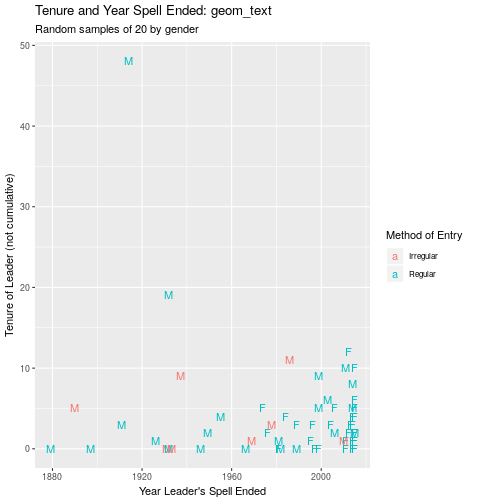 Tenure and Year Spell Ended: geom_text
Random samples of 20 by gender
Tenure of Leader (not cumulative)
50
40
30
20
10
0
M
M
F
M
F
M
M
M
M
F
M
M
F
M
F
M
F
M
F
M
M
F
F
F
F
M
F
M
M
M
M
M
F
M
M
M
M
M
M
M
1880
1920
1960
2000
Year Leader's Spell Ended
Method of Entry
a Irregular
a Regular